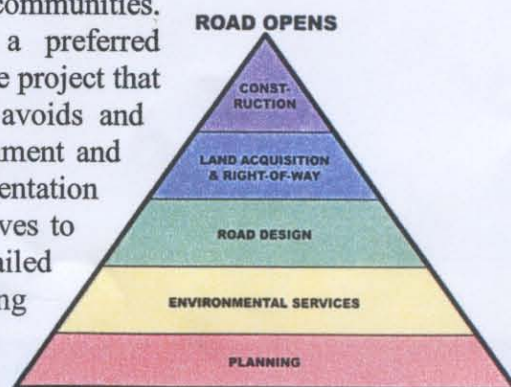 communities.
a preferred
e project that
avoids and
ment and
entation
ves to
ailed
ng
ROAD OPENS
CONST-
RUCTION
LAND ACQUISITION
& RIGHT-OF-WAY
ROAD DESIGN
ENVIRONMENTAL SERVICES
PLANNING